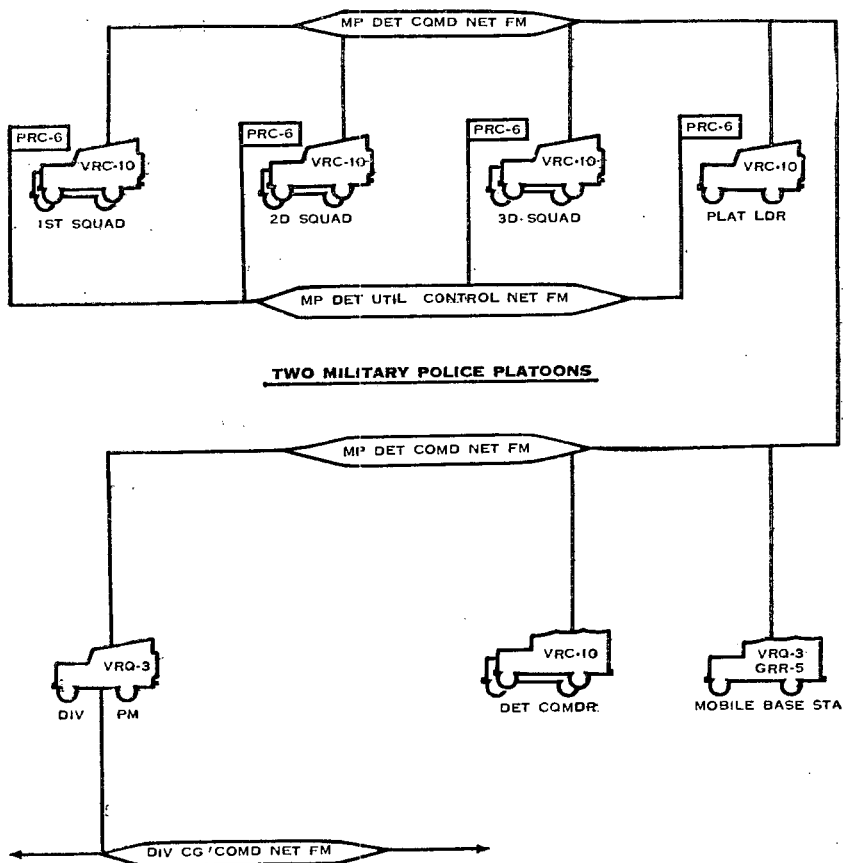 MP DET CQMD NET FM
PRC-6
PRC-6
PRC-6
PRC-6
VRC-10
VRC-10
VRC-10
VRC-10
1ST SQUAD
2D SQUAD
3D SQUAD
PLAT LDR
MP DET UTIL CONTROL NET FM
TWO MILITARY POLICE PLATOONS
MP DET COMD NET FM
VRQ-3
VRC-10
VRQ-3
GRR-5
DIV PM
DET CQMDR
MOBILE BASE STA
DIV CG/COMD NET FM